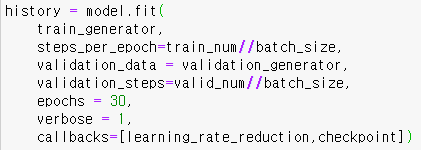 history = model.fit(
    train_generator,
    steps_per_epoch=train_num//batch_size,
    validation_data = validation_generator,
    validation_steps=valid_num//batch_size,
    epochs = 30,
    verbose = 1,
    callbacks=[learning_rate_reduction,checkpoint])